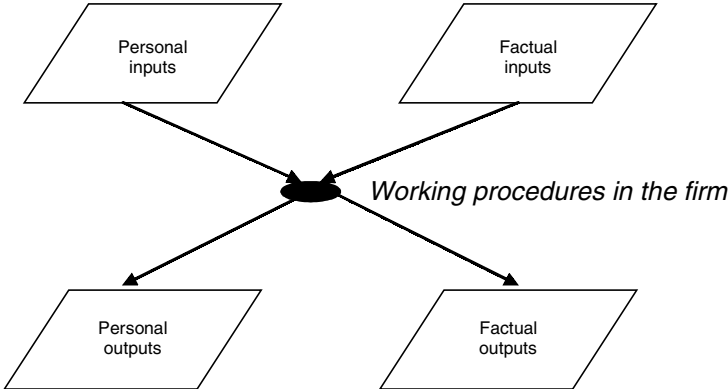 Personal
inputs
Factual
inputs
Working procedures in the firm
Personal
outputs
Factual
outputs